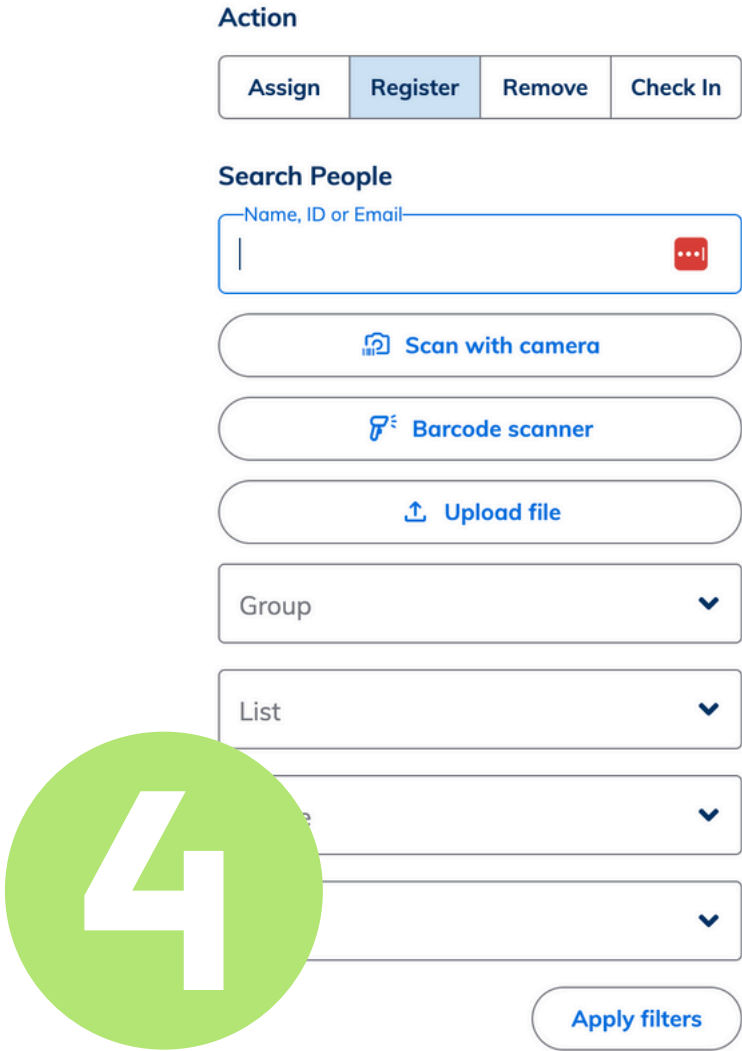 Action
Assign Register Remove Check In
Search People
Name, ID or Email
Scan with camera
Barcode scanner
Upload file
Group
List
4
Apply filters